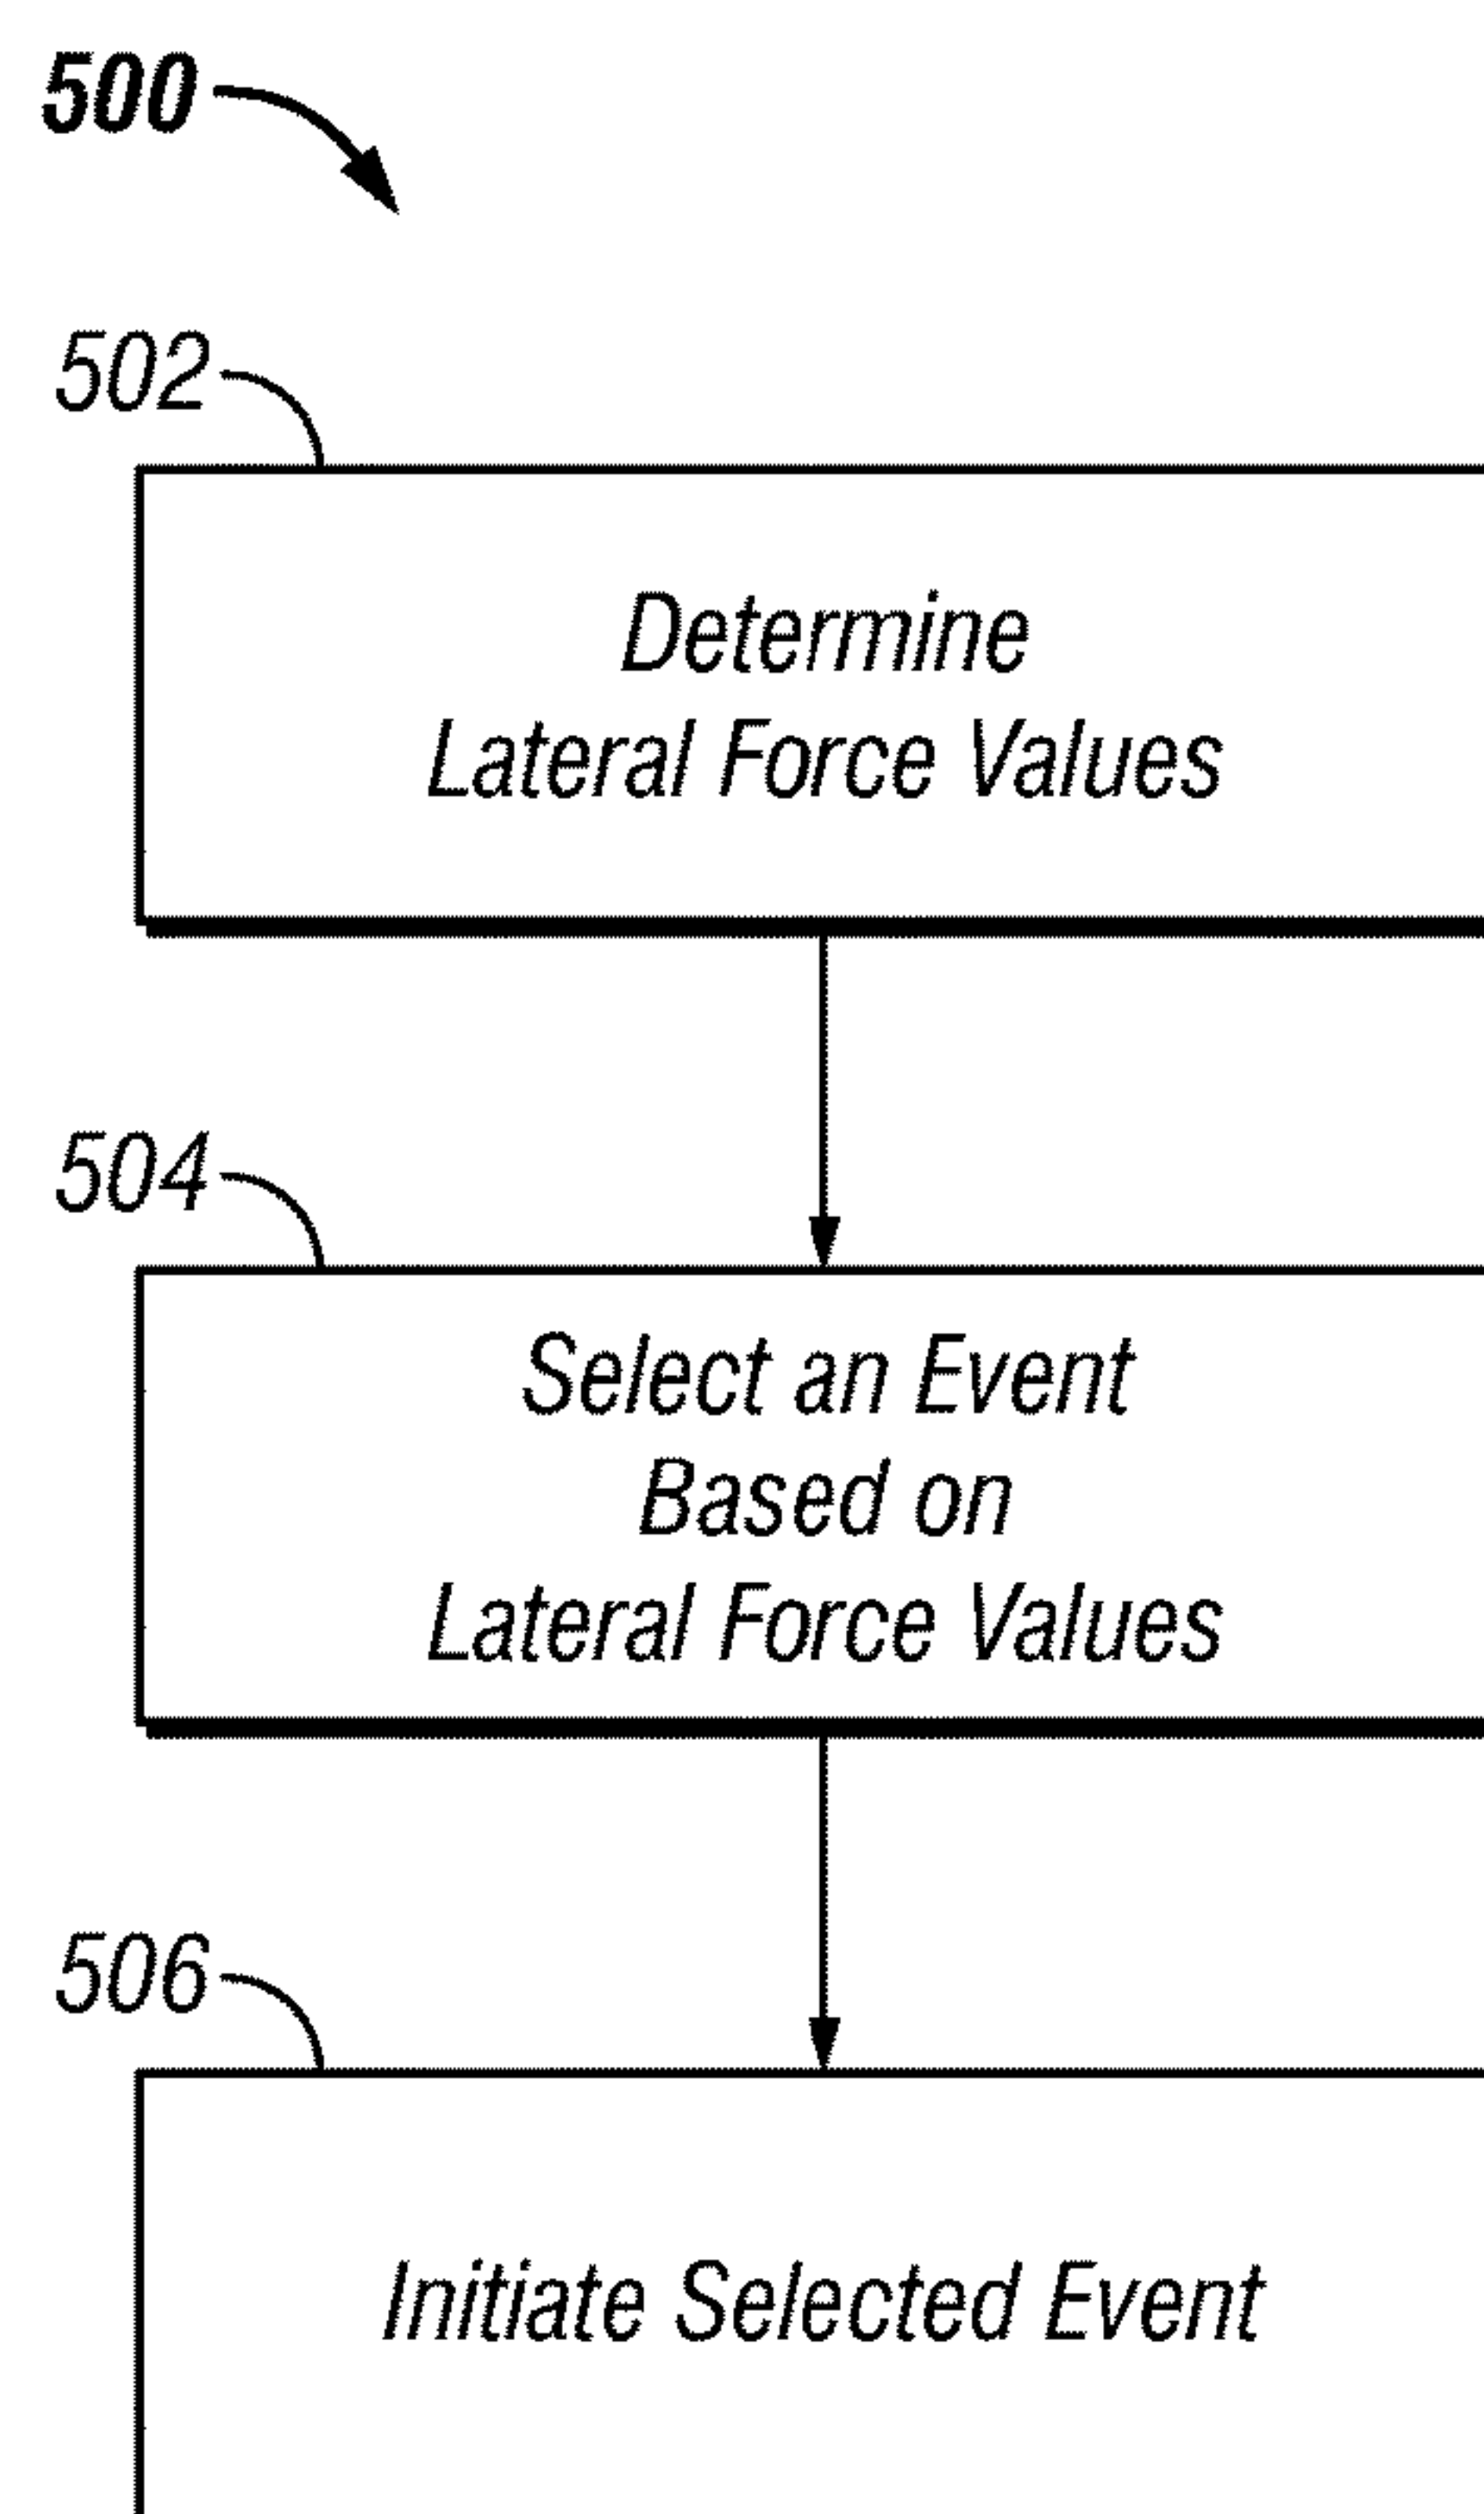 500
502
Determine
Lateral Force Values
504
Select an Event
Based on
Lateral Force Values
506
Initiate Selected Event